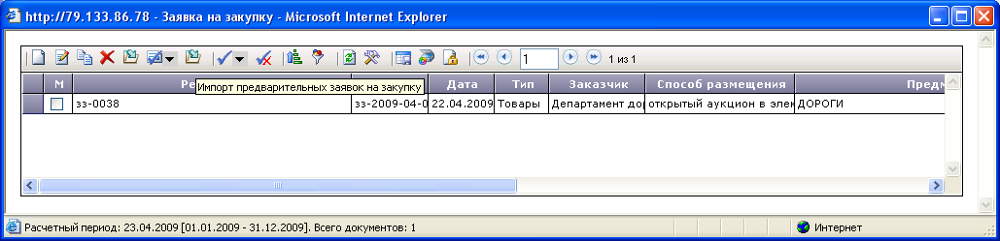 http://79.133.86.78 - Заявка на закупку - Microsoft Internet Explorer
1 1 из 1
Импорт предварительных заявок на закупку
М Ре Дата Тип Заказчик Способ размещения Предм
зз-0038 зз-2009-04-0 22.04.2009 Товары Департамент дор открытый аукцион в элек ДОРОГИ
Расчетный период: 23.04.2009 [01.01.2009 - 31.12.2009]. Всего документов: 1 Интернет